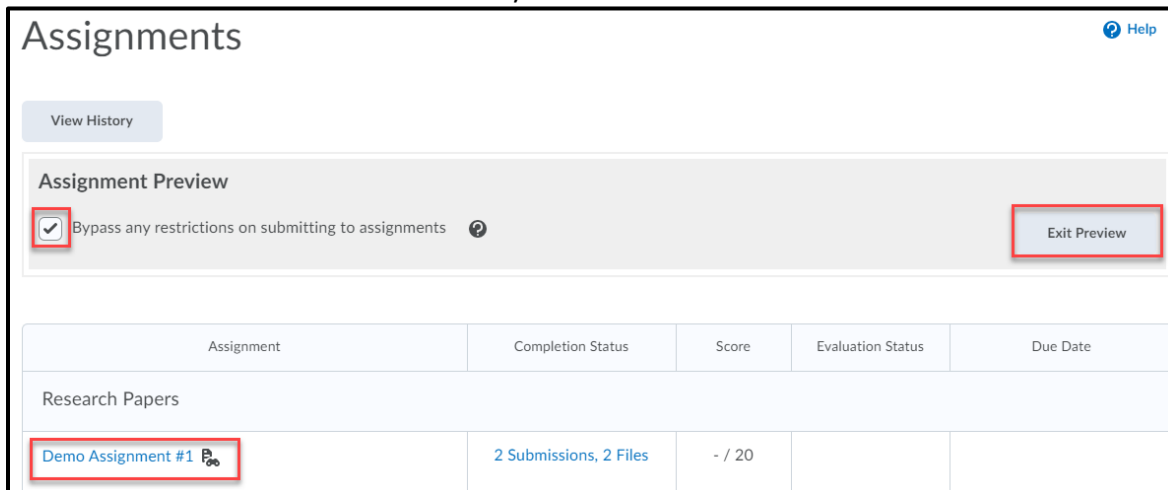 Assignments
Help
View History
Assignment Preview
Bypass any restrictions on submitting to assignments
Exit Preview
Assignment Completion Status Score Evaluation Status Due Date
Research Papers
Demo Assignment #1 2 Submissions, 2 Files - / 20